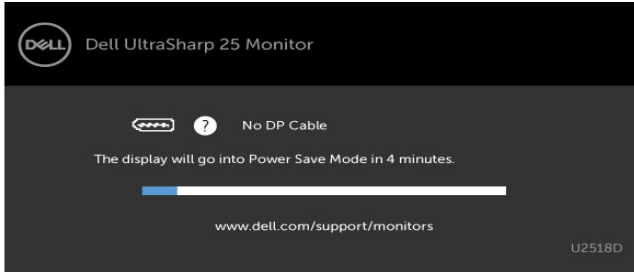 DELL Dell UltraSharp 25 Monitor
? No DP Cable
The display will go into Power Save Mode in 4 minutes.
www.dell.com/support/monitors
U2518D